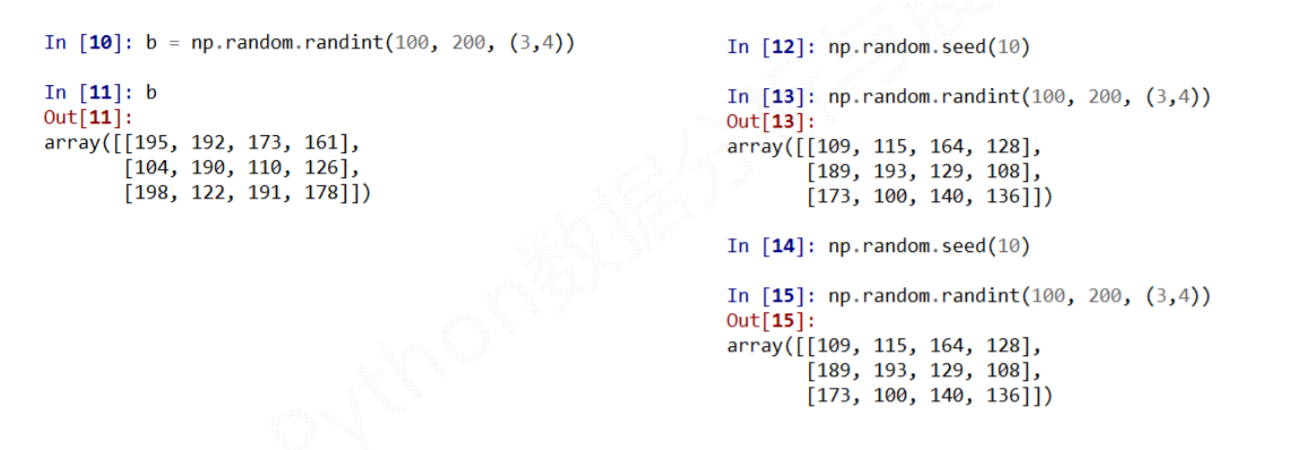 In [10]: b = np.random.randint(100, 200, (3,4))
In [11]: b
Out[11]:
array([[195, 192, 173, 161],
       [104, 190, 110, 126],
       [198, 122, 191, 178]])
In [12]: np.random.seed(10)
In [13]: np.random.randint(100, 200, (3,4))
Out[13]:
array([[109, 115, 164, 128],
       [189, 193, 129, 108],
       [173, 100, 140, 136]])
In [14]: np.random.seed(10)
In [15]: np.random.randint(100, 200, (3,4))
Out[15]:
array([[109, 115, 164, 128],
       [189, 193, 129, 108],
       [173, 100, 140, 136]])
Python数据分析与展